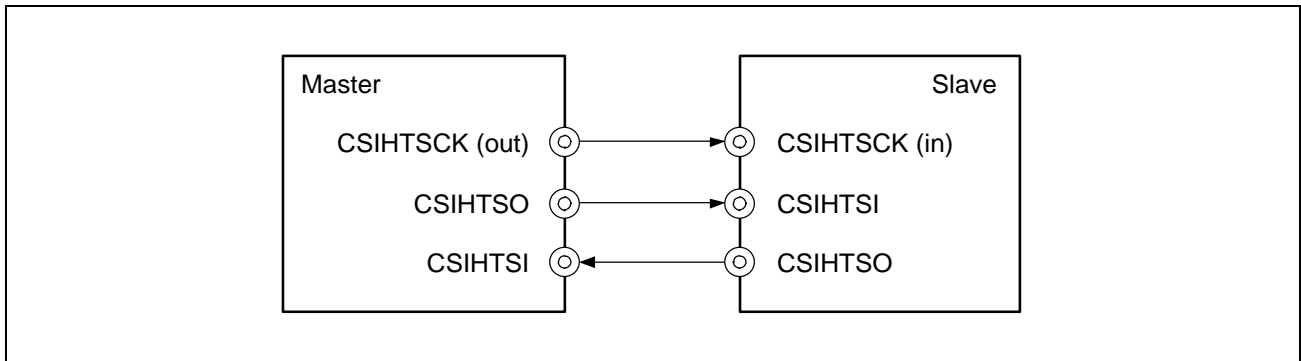 Master
Slave
CSIHTSCK (out)
CSIHTSCK (in)
CSIHTSO
CSIHTSI
CSIHTSI
CSIHTSO